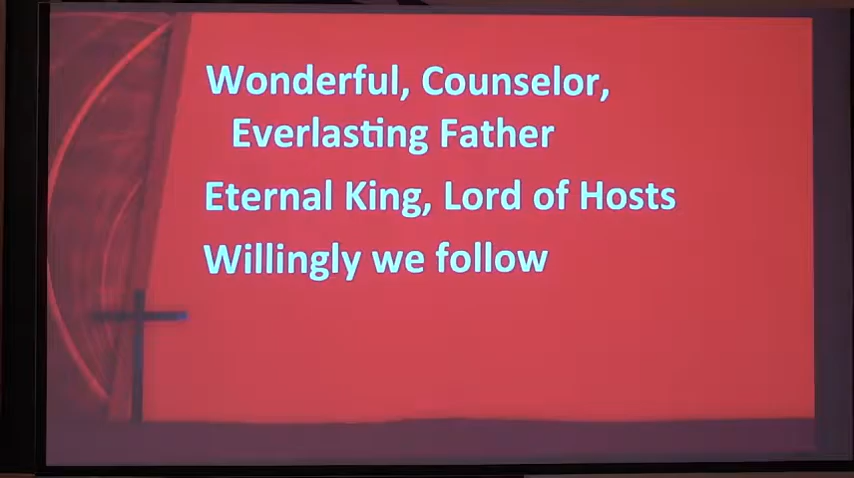 Wonderful, Counselor,
Everlasting Father
Eternal King, Lord of Hosts
Willingly we follow